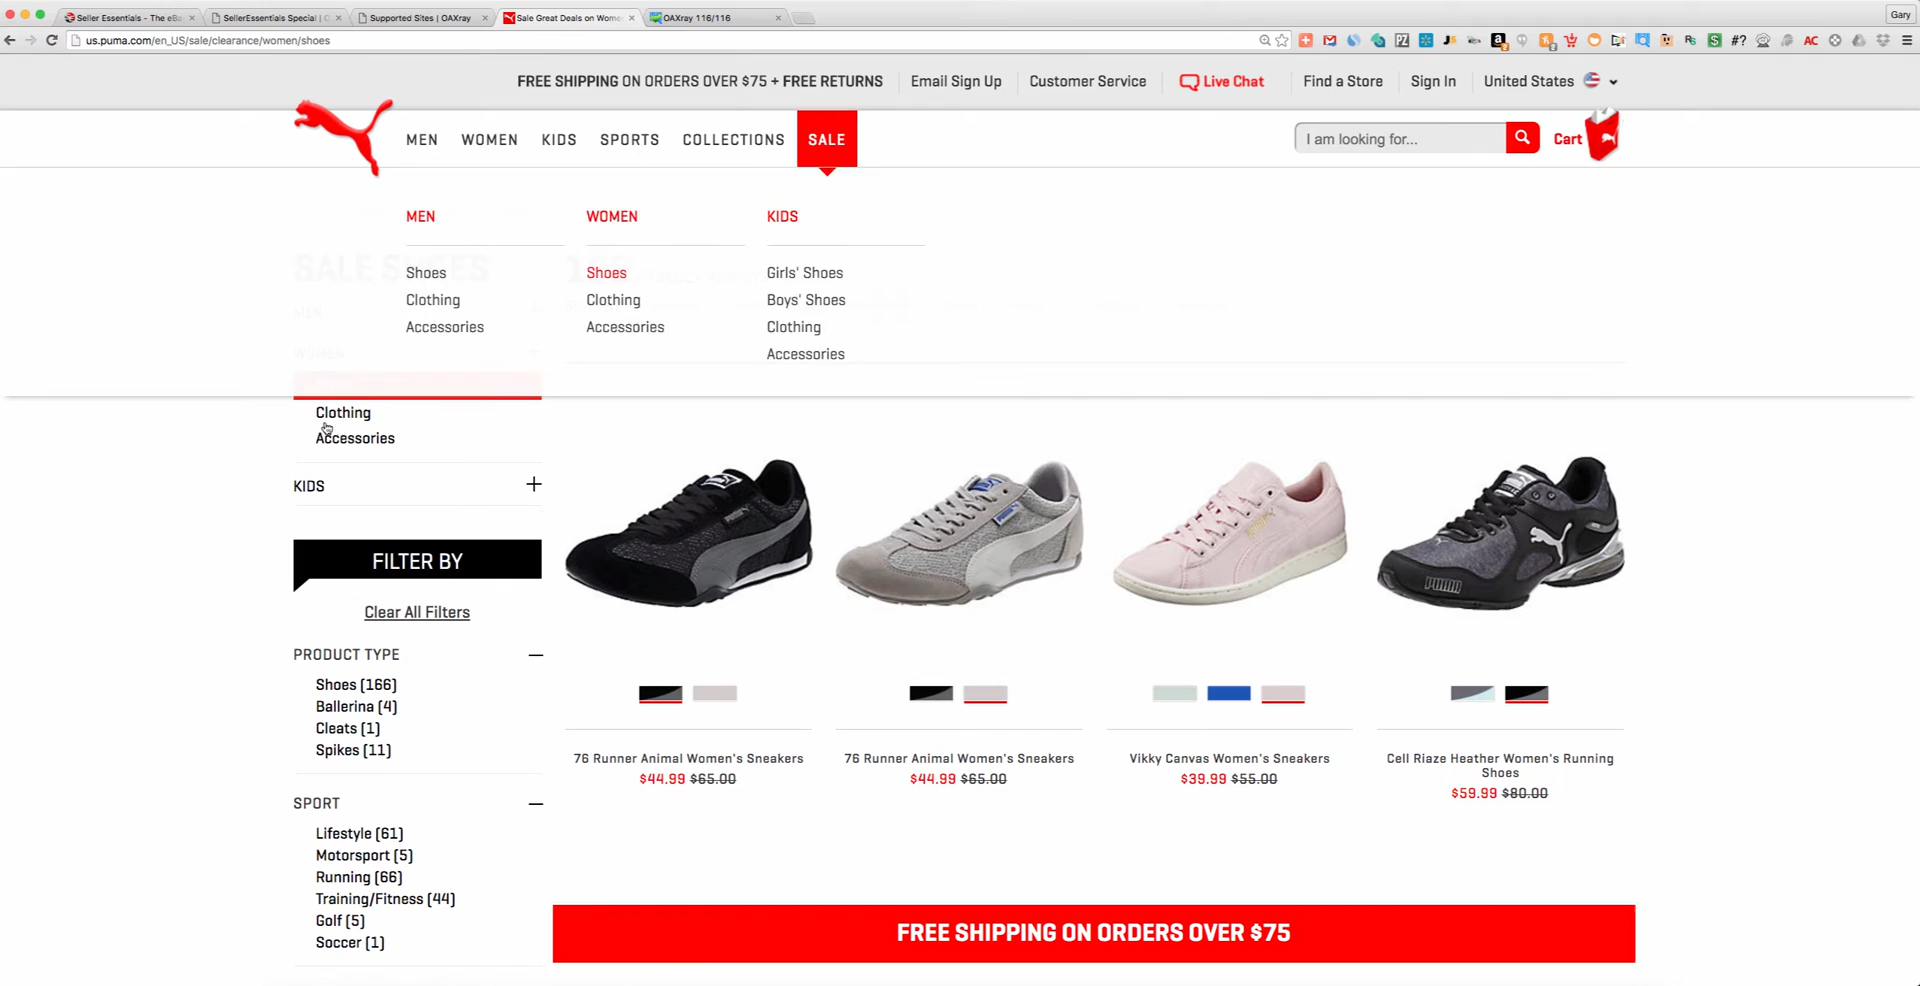 Seller Essentials - The eBa
SellerEssentials Special | O
Supported Sites | OAXray
Sale Great Deals on Wome
OAXray 116/116
Gary
us.puma.com/en_US/sale/clearance/women/shoes
FREE SHIPPING ON ORDERS OVER $75 + FREE RETURNS
Email Sign Up
Customer Service
Live Chat
Find a Store
Sign In
United States
MEN
WOMEN
KIDS
SPORTS
COLLECTIONS
SALE
I am looking for...
Cart
MEN
WOMEN
KIDS
Shoes
Clothing
Accessories
Shoes
Clothing
Accessories
Girls' Shoes
Boys' Shoes
Clothing
Accessories
SALE SHOES
MEN
WOMEN
Clothing
Accessories
KIDS
FILTER BY
Clear All Filters
PRODUCT TYPE
Shoes (166)
Ballerina (4)
Cleats (1)
Spikes (11)
SPORT
Lifestyle (61)
Motorsport (5)
Running (66)
Training/Fitness (44)
Golf (5)
Soccer (1)
76 Runner Animal Women's Sneakers
$44.99 $65.00
76 Runner Animal Women's Sneakers
$44.99 $65.00
Vikky Canvas Women's Sneakers
$39.99 $55.00
Cell Riaze Heather Women's Running
Shoes
$59.99 $80.00
FREE SHIPPING ON ORDERS OVER $75